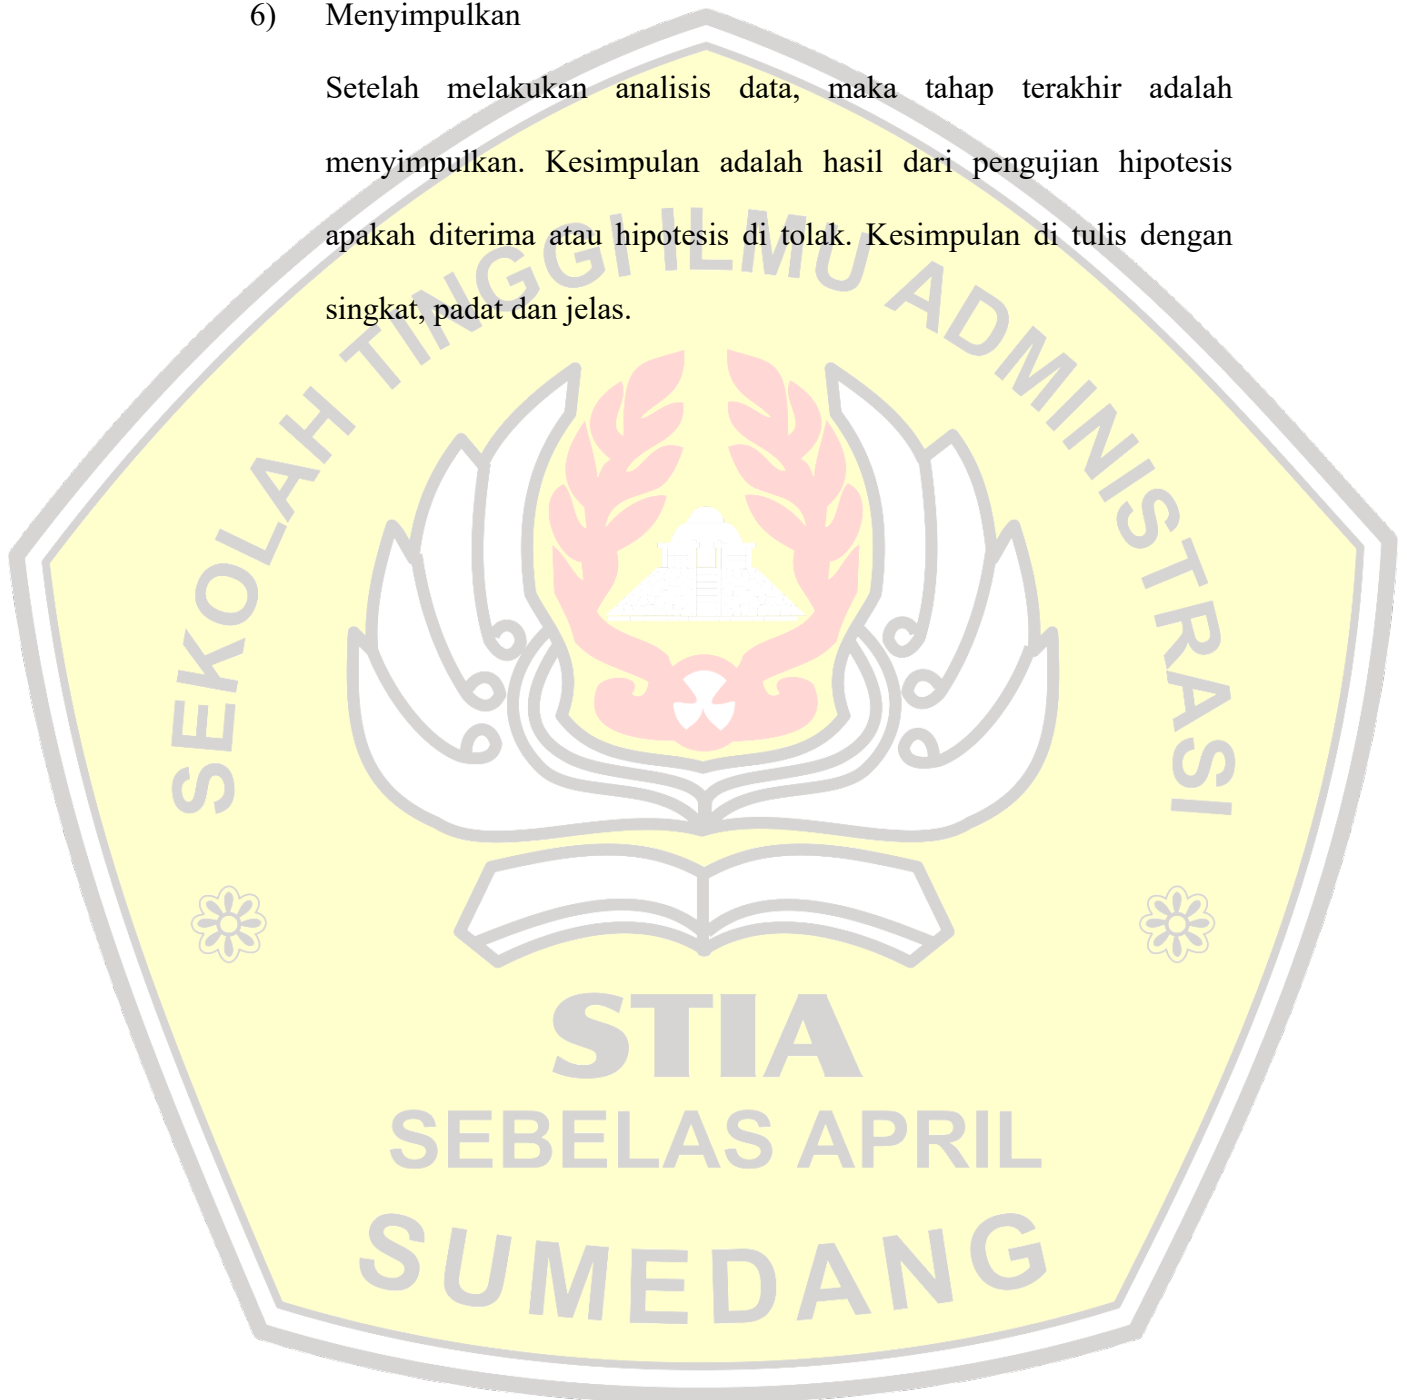 6) Menyimpulkan
Setelah melakukan analisis data, maka tahap terakhir adalah
menyimpulkan. Kesimpulan adalah hasil dari pengujian hipotesis
apakah diterima atau hipotesis di tolak. Kesimpulan di tulis dengan
singkat, padat dan jelas.
SEKOLAH TINGGI ILMU ADMINISTRASI
STIA
SEBELAS APRIL
SUMEDANG